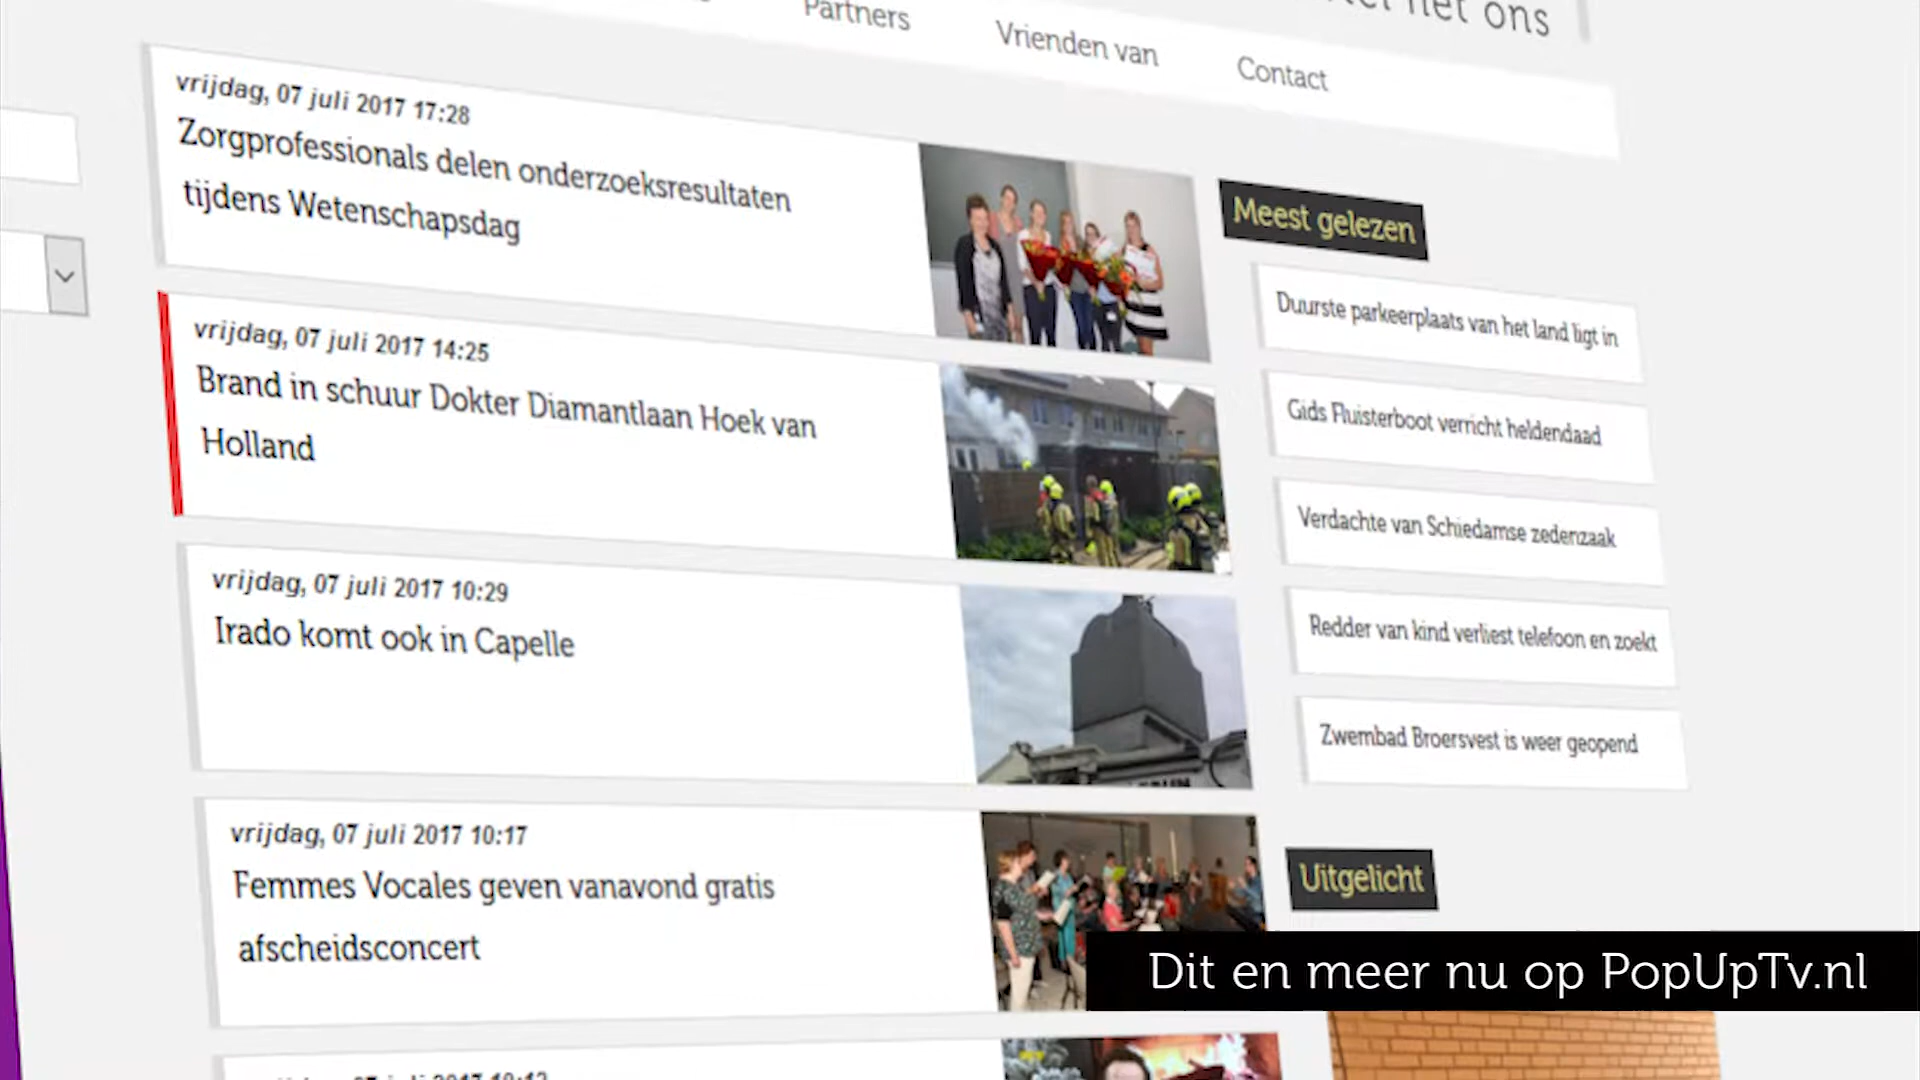 het ons
Partners
Vrienden van
Contact
vrijdag, 07 juli 2017 17:28
Zorgprofessionals delen onderzoeksresultaten
tijdens Wetenschapsdag
vrijdag, 07 juli 2017 14:25
Brand in schuur Dokter Diamantlaan Hoek van
Holland
vrijdag, 07 juli 2017 10:29
Irado komt ook in Capelle
vrijdag, 07 juli 2017 10:17
Femmes Vocales geven vanavond gratis
afscheidsconcert
Meest gelezen
Duurste parkeerplaats van het land ligt in
Gids Fluisterboot verricht heldendaad
Verdachte van Schiedamse zedenzaak
Redder van kind verliest telefoon en zoekt
Zwembad Broersvest is weer geopend
Uitgelicht
Dit en meer nu op PopUpTv.nl